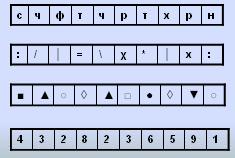 с ч ф т ч р т х р н
: / | = \ χ * | x :
■ ▲ ○ ◊ ▲ □ ● ◊ ▼ ○
4 3 2 8 2 3 6 5 9 1